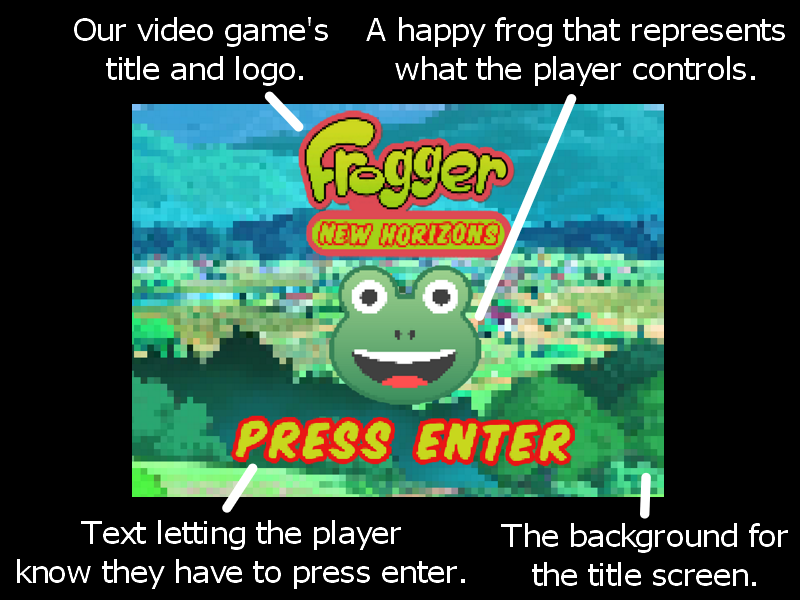 Our video game's
title and logo.
A happy frog that represents
what the player controls.
Frogger
NEW HORIZONS
PRESS ENTER
Text letting the player
know they have to press enter.
The background for
the title screen.